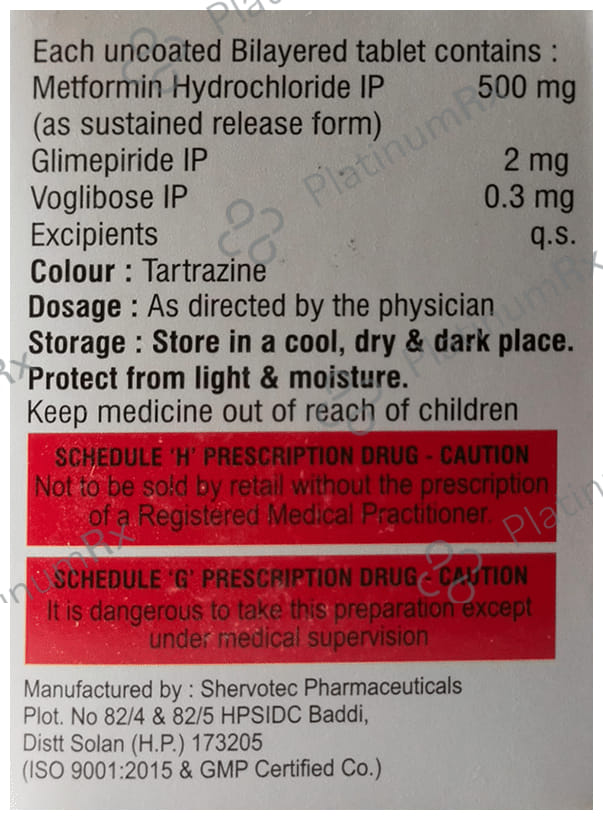 Each uncoated Bilayered tablet contains :
Metformin Hydrochloride IP 500 mg
(as sustained release form)
Glimepiride IP 2 mg
Voglibose IP 0.3 mg
Excipients q.s.
Colour : Tartrazine
Dosage : As directed by the physician
Storage : Store in a cool, dry & dark place.
Protect from light & moisture.
Keep medicine out of reach of children
SCHEDULE 'H' PRESCRIPTION DRUG - CAUTION
Not to be sold by retail without the prescription
of a Registered Medical Practitioner.
SCHEDULE 'G' PRESCRIPTION DRUG - CAUTION
It is dangerous to take this preparation except
under medical supervision
Manufactured by : Shervotec Pharmaceuticals
Plot. No 82/4 & 82/5 HPSIDC Baddi,
Distt Solan (H.P.) 173205
(ISO 9001:2015 & GMP Certified Co.)
PlatinumRx
PlatinumRx